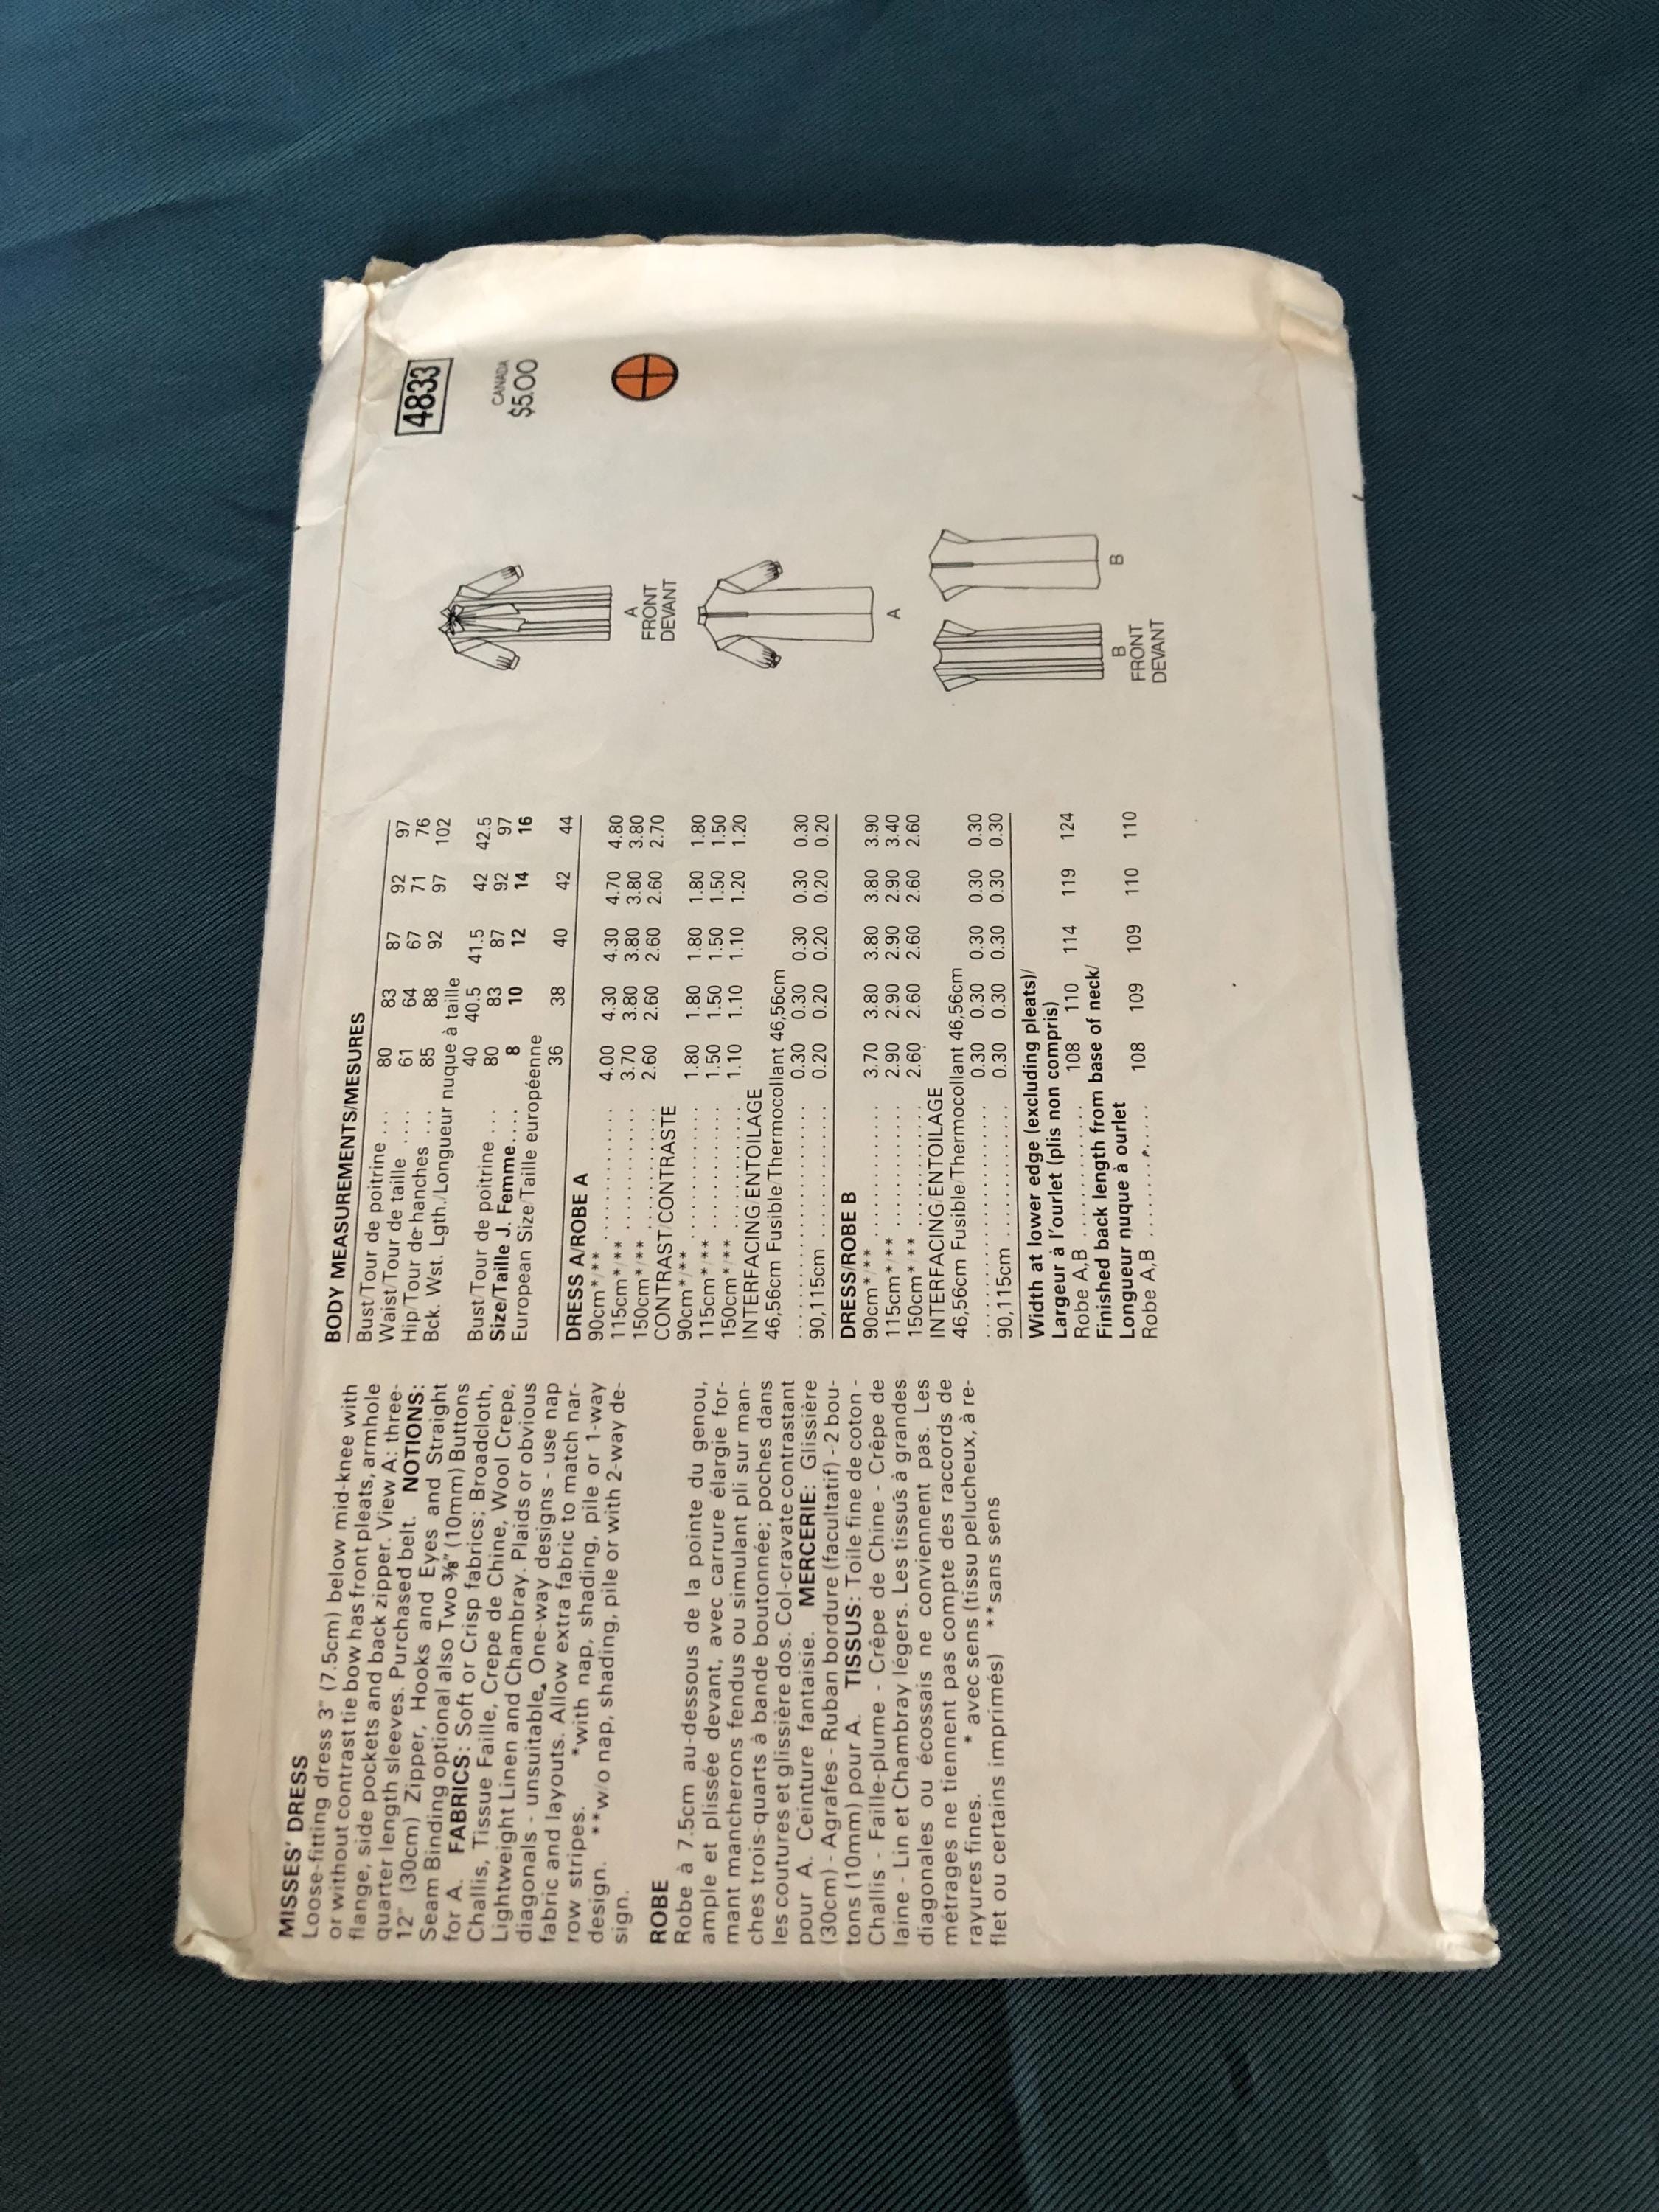 MISSES' DRESS
Loose-fitting dress 3" (7.5cm) below mid-knee with
or without contrast tie bow has front pleats, armhole
flange, side pockets and back zipper. View A: three-
quarter length sleeves. Purchased belt. NOTIONS:
12" (30cm) Zipper, Hooks and Eyes and Straight
Seam Binding optional also Two 3/8" (10mm) Buttons
for A. FABRICS: Soft or Crisp fabrics; Broadcloth,
Challis, Tissue Faille, Crepe de Chine, Wool Crepe,
Lightweight Linen and Chambray. Plaids or obvious
diagonals - unsuitable. One-way designs - use nap
fabric and layouts. Allow extra fabric to match nar-
row stripes. *with nap, shading, pile or 1-way
design. **w/o nap, shading, pile or with 2-way de-
sign.
ROBE
Robe à 7.5cm au-dessous de la pointe du genou,
ample et plissée devant, avec carrure élargie for-
mant mancherons fendus ou simulant pli sur man-
ches trois-quarts à bande boutonnée; poches dans
les coutures et glissière dos. Col-cravate contrastant
pour A. Ceinture fantaisie. MERCERIE: Glissière
(30cm) - Agrafes - Ruban bordure (facultatif) - 2 bou-
tons (10mm) pour A. TISSUS: Toile fine de coton -
Challis - Faille-plume - Crêpe de Chine - Crêpe de
laine - Lin et Chambray légers. Les tissus à grandes
diagonales ou écossais ne conviennent pas. Les
métrages ne tiennent pas compte des raccords de
rayures fines. * avec sens (tissu pelucheux, à re-
flet ou certains imprimés) **sans sens
BODY MEASUREMENTS/MESURES
Bust/Tour de poitrine .... 80 83 87 92 97
Waist/Tour de taille .... 61 64 67 71 76
Hip/Tour de hanches .... 85 88 92 97 102
Bck. Wst. Lgth./Longueur nuque à taille
40 40.5 41.5 42 42.5
Bust/Tour de poitrine .... 80 83 87 92 97
Size/Taille J. Femme .... 8 10 12 14 16
European Size/Taille européenne
36 38 40 42 44
DRESS A/ROBE A
90cm*/** ........... 4.00 4.30 4.30 4.70 4.80
115cm*/** ........... 3.70 3.80 3.80 3.80 3.80
150cm*/** ........... 2.60 2.60 2.60 2.60 2.70
CONTRAST/CONTRASTE
90cm*/** ........... 1.80 1.80 1.80 1.80 1.80
115cm*/** ........... 1.50 1.50 1.50 1.50 1.50
150cm*/** ........... 1.10 1.10 1.10 1.20 1.20
INTERFACING/ENTOILAGE
46,56cm Fusible/Thermocollant 46,56cm
........... 0.30 0.30 0.30 0.30 0.30
90,115cm ........... 0.20 0.20 0.20 0.20 0.20
DRESS/ROBE B
90cm*/** ........... 3.70 3.80 3.80 3.80 3.90
115cm*/** ........... 2.90 2.90 2.90 2.90 3.40
150cm*/** ........... 2.60 2.60 2.60 2.60 2.60
INTERFACING/ENTOILAGE
46,56cm Fusible/Thermocollant 46,56cm
........... 0.30 0.30 0.30 0.30 0.30
90,115cm ........... 0.30 0.30 0.30 0.30 0.30
Width at lower edge (excluding pleats)/
Largeur à l'ourlet (plis non compris)
Robe A,B ........... 108 110 114 119 124
Finished back length from base of neck/
Longueur nuque à ourlet
Robe A,B ........... 108 109 109 110 110
4833
CANADA
$5.00
A
FRONT
DEVANT
A
B
FRONT
DEVANT
B